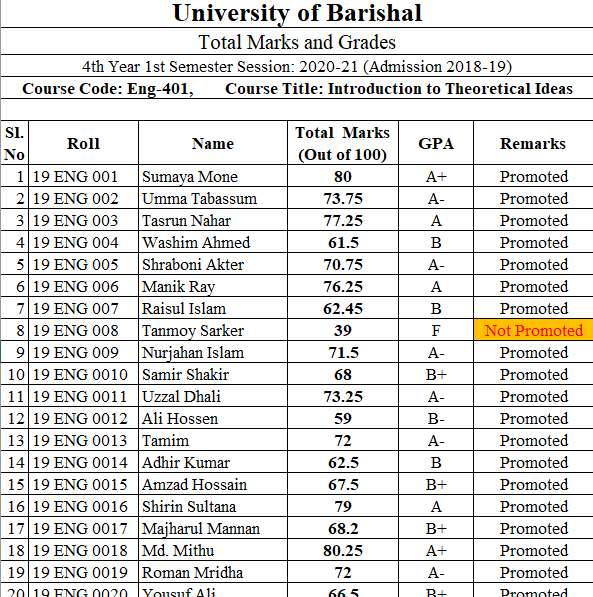 University of Barishal
Total Marks and Grades
4th Year 1st Semester Session: 2020-21 (Admission 2018-19)
Course Code: Eng-401, Course Title: Introduction to Theoretical Ideas
Sl. No Roll Name Total Marks (Out of 100) GPA Remarks
1 19 ENG 001 Sumaya Mone 80 A+ Promoted
2 19 ENG 002 Umma Tabassum 73.75 A- Promoted
3 19 ENG 003 Tasrun Nahar 77.25 A Promoted
4 19 ENG 004 Washim Ahmed 61.5 B Promoted
5 19 ENG 005 Shraboni Akter 70.75 A- Promoted
6 19 ENG 006 Manik Ray 76.25 A Promoted
7 19 ENG 007 Raisul Islam 62.45 B Promoted
8 19 ENG 008 Tanmoy Sarker 39 F Not Promoted
9 19 ENG 009 Nurjahan Islam 71.5 A- Promoted
10 19 ENG 0010 Samir Shakir 68 B+ Promoted
11 19 ENG 0011 Uzzal Dhali 73.25 A- Promoted
12 19 ENG 0012 Ali Hossen 59 B- Promoted
13 19 ENG 0013 Tamim 72 A- Promoted
14 19 ENG 0014 Adhir Kumar 62.5 B Promoted
15 19 ENG 0015 Amzad Hossain 67.5 B+ Promoted
16 19 ENG 0016 Shirin Sultana 79 A Promoted
17 19 ENG 0017 Majharul Mannan 68.2 B+ Promoted
18 19 ENG 0018 Md. Mithu 80.25 A+ Promoted
19 19 ENG 0019 Roman Mridha 72 A- Promoted
20 19 ENG 0020 Yousuf Ali 66.5 B+ Promoted